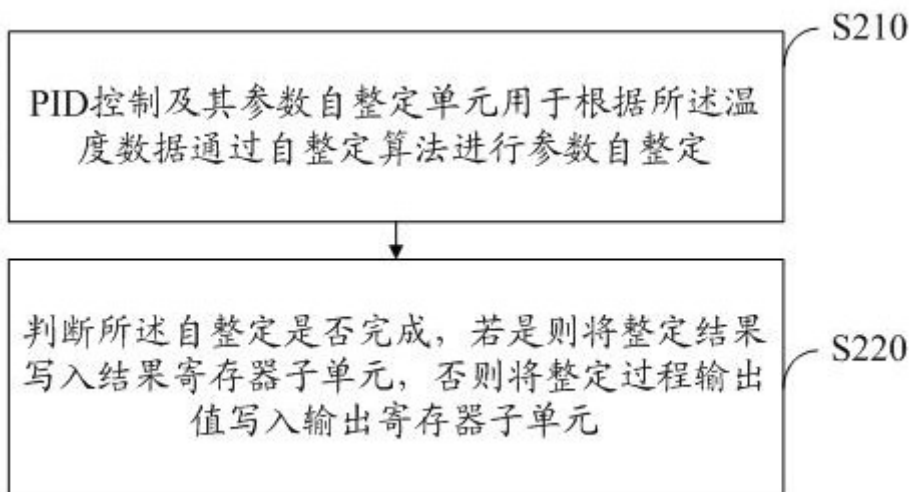 S210
PID控制及其参数自整定单元用于根据所述温
度数据通过自整定算法进行参数自整定
判断所述自整定是否完成，若是则将整定结果
写入结果寄存器子单元，否则将整定过程输出
值写入输出寄存器子单元
S220